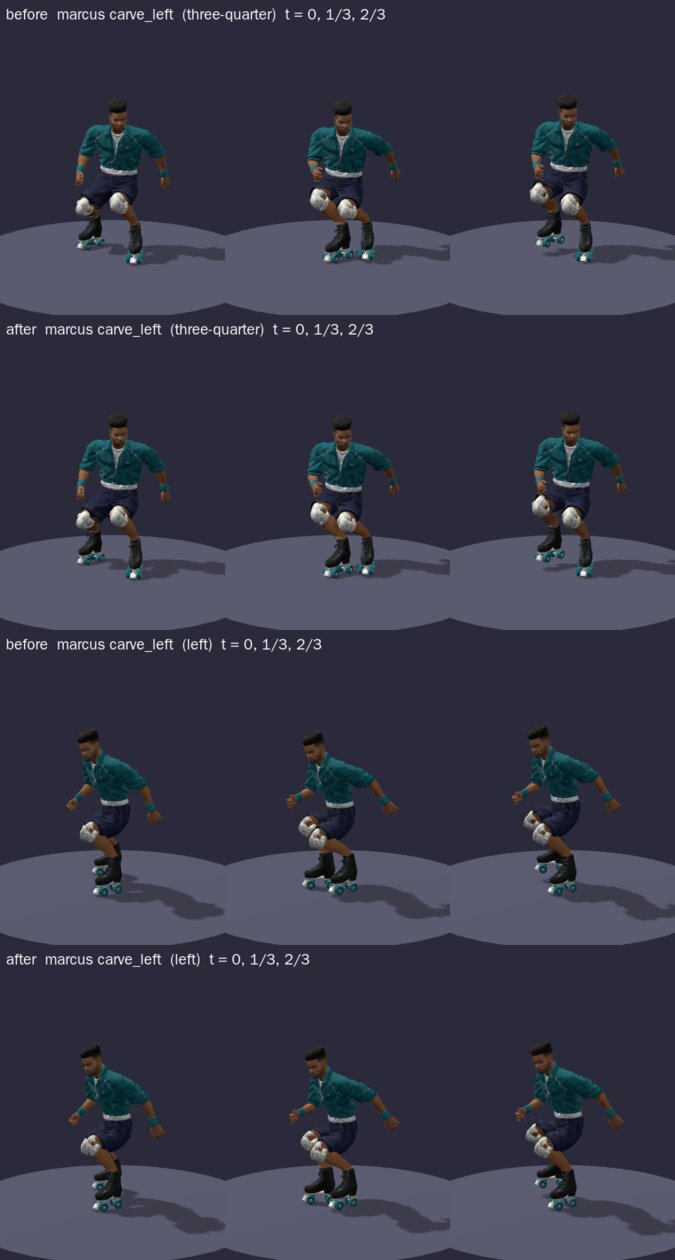 before  marcus carve_left  (three-quarter)  t = 0, 1/3, 2/3
after  marcus carve_left  (three-quarter)  t = 0, 1/3, 2/3
before  marcus carve_left  (left)  t = 0, 1/3, 2/3
after  marcus carve_left  (left)  t = 0, 1/3, 2/3